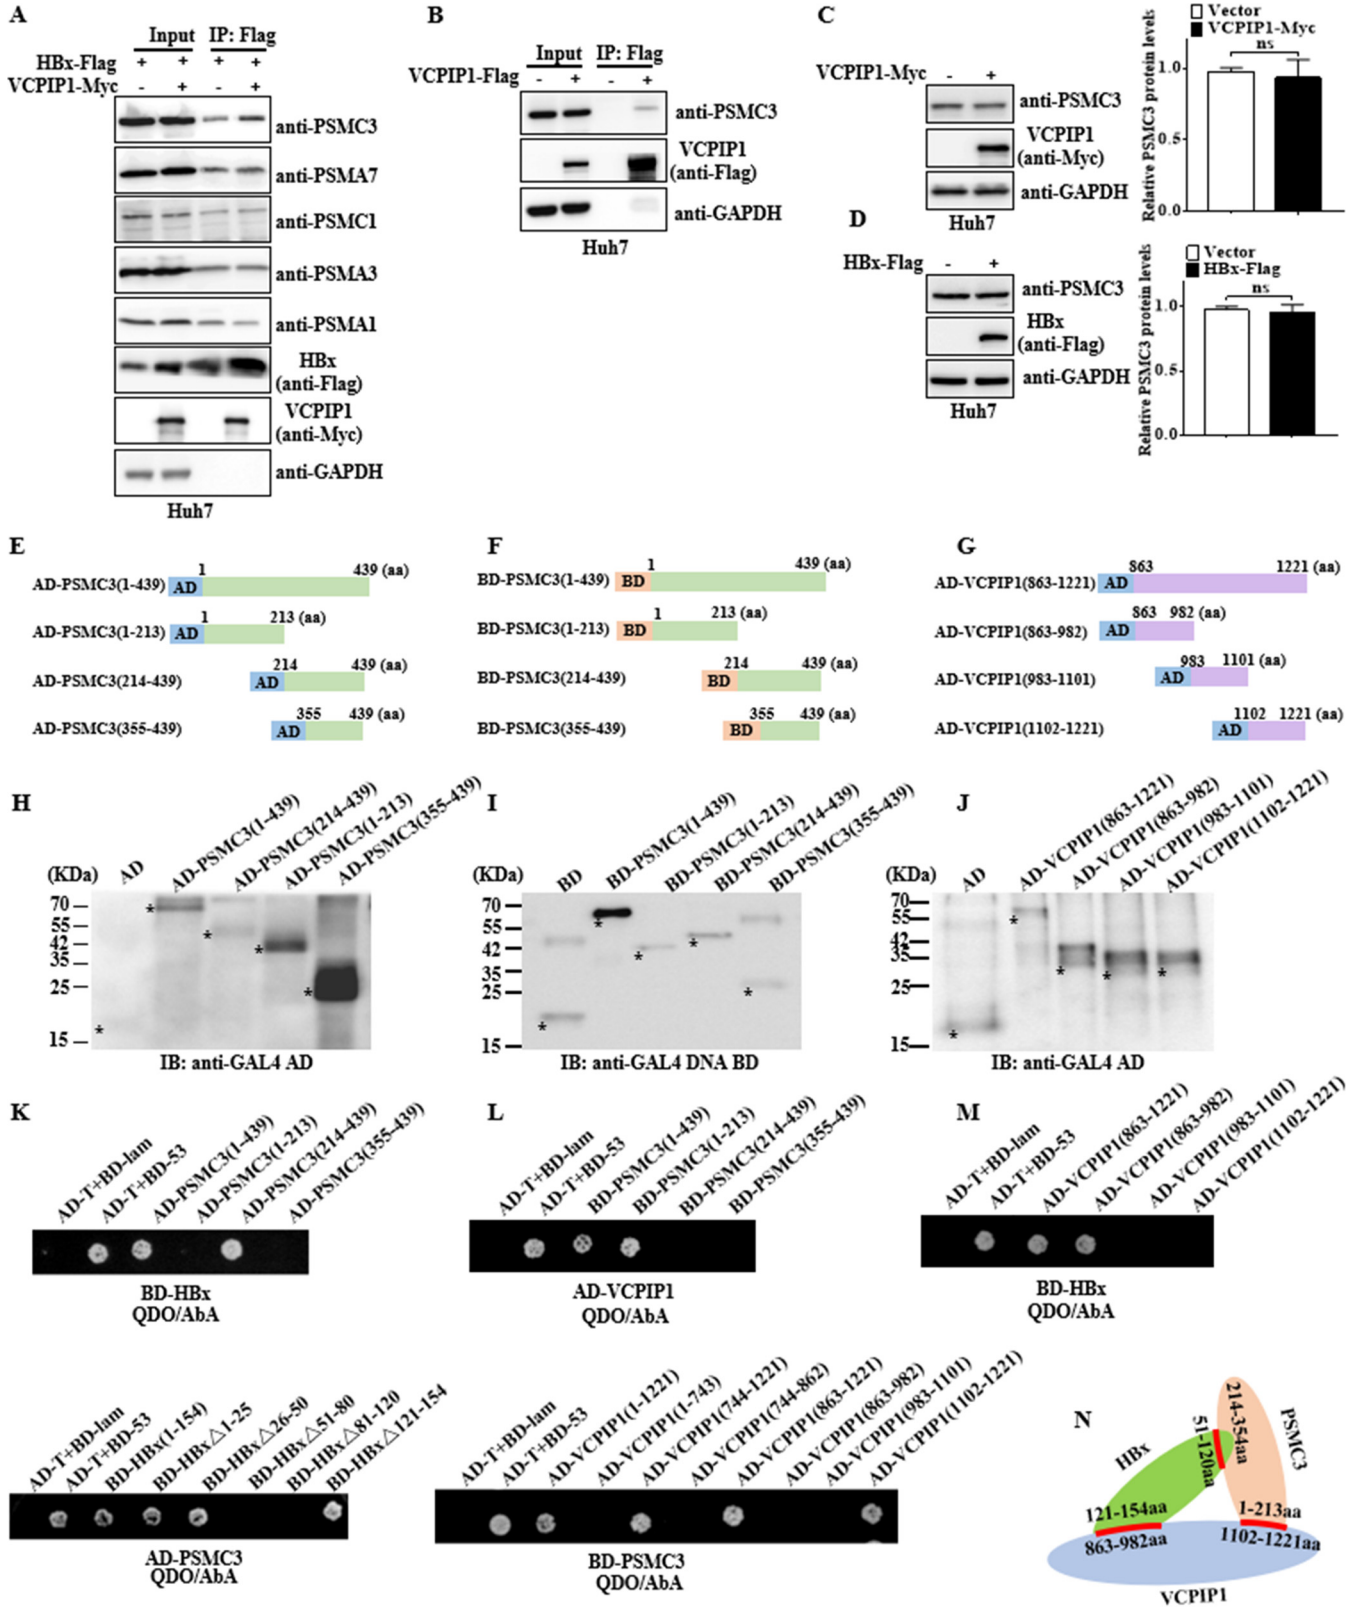 A
Input IP: Flag
HBx-Flag + + + +
VCPIP1-Myc - + - +
anti-PSMC3
anti-PSMA7
anti-PSMC1
anti-PSMA3
anti-PSMA1
HBx
(anti-Flag)
VCPIP1
(anti-Myc)
anti-GAPDH
Huh7
B
Input IP: Flag
VCPIP1-Flag - + - +
anti-PSMC3
VCPIP1
(anti-Flag)
anti-GAPDH
Huh7
C
VCPIP1-Myc - +
anti-PSMC3
VCPIP1
(anti-Myc)
anti-GAPDH
Huh7
Vector
VCPIP1-Myc
ns
Relative PSMC3 protein levels
1.0
0.5
0.0
D
HBx-Flag - +
anti-PSMC3
HBx
(anti-Flag)
anti-GAPDH
Huh7
Vector
HBx-Flag
ns
Relative PSMC3 protein levels
1.0
0.5
0.0
E
1 439 (aa)
AD-PSMC3(1-439) AD
1 213 (aa)
AD-PSMC3(1-213) AD
214 439 (aa)
AD-PSMC3(214-439) AD
355 439 (aa)
AD-PSMC3(355-439) AD
F
1 439 (aa)
BD-PSMC3(1-439) BD
1 213 (aa)
BD-PSMC3(1-213) BD
214 439 (aa)
BD-PSMC3(214-439) BD
355 439 (aa)
BD-PSMC3(355-439) BD
G
863 1221 (aa)
AD-VCPIP1(863-1221) AD
863 982 (aa)
AD-VCPIP1(863-982) AD
983 1101 (aa)
AD-VCPIP1(983-1101) AD
1102 1221 (aa)
AD-VCPIP1(1102-1221) AD
H
AD
AD-PSMC3(1-439)
AD-PSMC3(214-439)
AD-PSMC3(1-213)
AD-PSMC3(355-439)
(KDa)
70
55
42
35
25
15
* * * * *
IB: anti-GAL4 AD
I
BD
BD-PSMC3(1-439)
BD-PSMC3(1-213)
BD-PSMC3(214-439)
BD-PSMC3(355-439)
(KDa)
70
55
42
35
25
15
* * * * *
IB: anti-GAL4 DNA BD
J
AD
AD-VCPIP1(863-1221)
AD-VCPIP1(863-982)
AD-VCPIP1(983-1101)
AD-VCPIP1(1102-1221)
(KDa)
70
55
42
35
25
15
* * * * *
IB: anti-GAL4 AD
K
AD-T+BD-lam
AD-T+BD-53
AD-PSMC3(1-439)
AD-PSMC3(1-213)
AD-PSMC3(214-439)
AD-PSMC3(355-439)
BD-HBx
QDO/AbA
L
AD-T+BD-lam
AD-T+BD-53
BD-PSMC3(1-439)
BD-PSMC3(1-213)
BD-PSMC3(214-439)
BD-PSMC3(355-439)
AD-VCPIP1
QDO/AbA
M
AD-T+BD-lam
AD-T+BD-53
AD-VCPIP1(863-1221)
AD-VCPIP1(863-982)
AD-VCPIP1(983-1101)
AD-VCPIP1(1102-1221)
BD-HBx
QDO/AbA
AD-T+BD-lam
AD-T+BD-53
BD-HBx(1-154)
BD-HBx△1-25
BD-HBx△26-50
BD-HBx△51-80
BD-HBx△81-120
BD-HBx△121-154
AD-PSMC3
QDO/AbA
AD-T+BD-lam
AD-T+BD-53
AD-VCPIP1(1-1221)
AD-VCPIP1(1-743)
AD-VCPIP1(744-1221)
AD-VCPIP1(744-862)
AD-VCPIP1(863-1221)
AD-VCPIP1(863-982)
AD-VCPIP1(983-1101)
AD-VCPIP1(1102-1221)
BD-PSMC3
QDO/AbA
N
HBx
51-120aa
214-354aa
PSMC3
121-154aa
1-213aa
863-982aa
1102-1221aa
VCPIP1